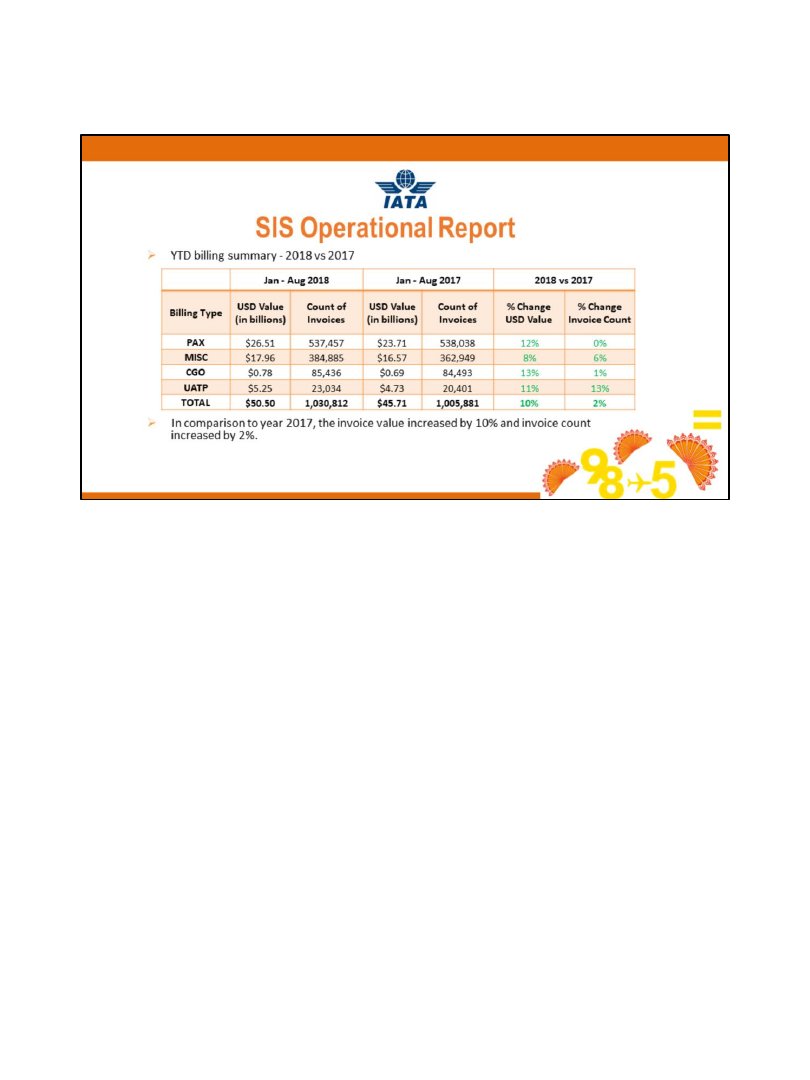 IATA
SIS Operational Report
➢ YTD billing summary - 2018 vs 2017
Jan - Aug 2018 Jan - Aug 2017 2018 vs 2017
Billing Type USD Value (in billions) Count of Invoices USD Value (in billions) Count of Invoices % Change USD Value % Change Invoice Count
PAX $26.51 537,457 $23.71 538,038 12% 0%
MISC $17.96 384,885 $16.57 362,949 8% 6%
CGO $0.78 85,436 $0.69 84,493 13% 1%
UATP $5.25 23,034 $4.73 20,401 11% 13%
TOTAL $50.50 1,030,812 $45.71 1,005,881 10% 2%
➢ In comparison to year 2017, the invoice value increased by 10% and invoice count
increased by 2%.
=
98
5